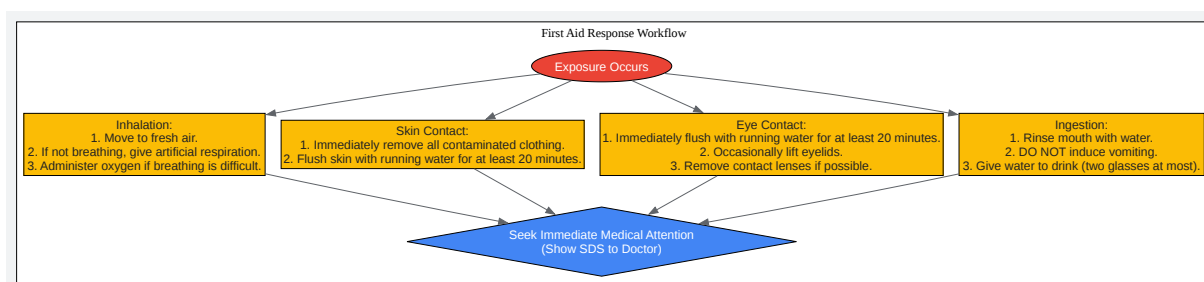 First Aid Response Workflow
Exposure Occurs
Inhalation:
1. Move to fresh air.
2. If not breathing, give artificial respiration.
3. Administer oxygen if breathing is difficult.
Skin Contact:
1. Immediately remove all contaminated clothing.
2. Flush skin with running water for at least 20 minutes.
Eye Contact:
1. Immediately flush with running water for at least 20 minutes.
2. Occasionally lift eyelids.
3. Remove contact lenses if possible.
Ingestion:
1. Rinse mouth with water.
2. DO NOT induce vomiting.
3. Give water to drink (two glasses at most).
Seek Immediate Medical Attention
(Show SDS to Doctor)